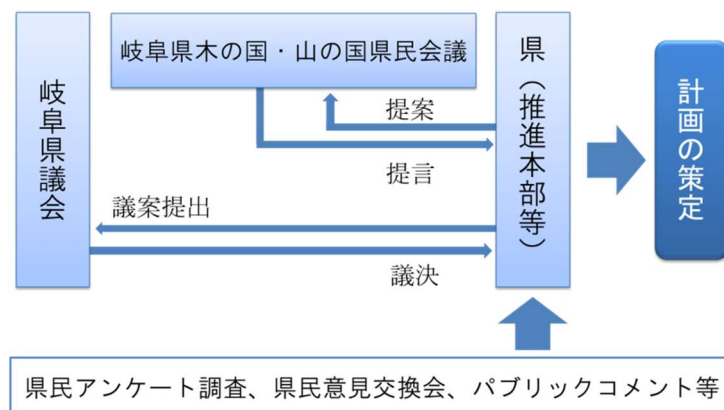 岐阜県議会
岐阜県木の国・山の国県民会議
提案
提言
議案提出
議決
県（推進本部等）
計画の策定
県民アンケート調査、県民意見交換会、パブリックコメント等